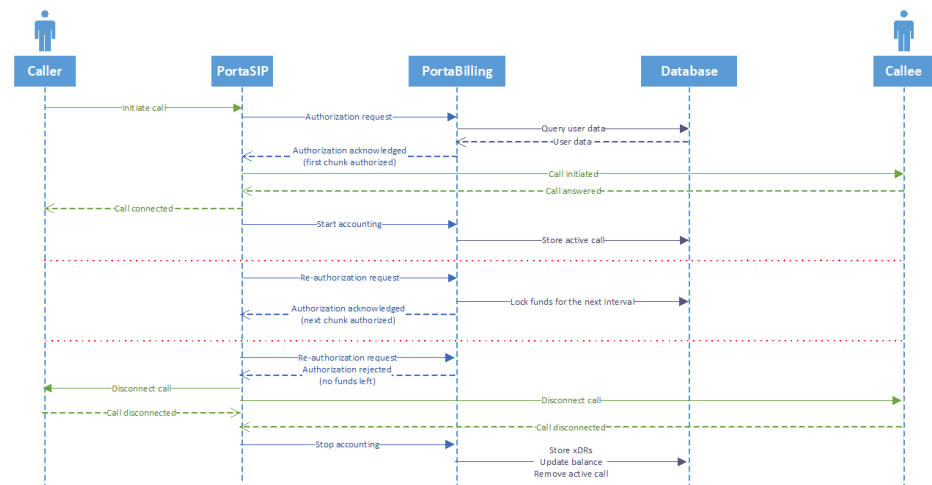 Caller
PortaSIP
PortaBilling
Database
Callee
Initiate call
Authorization request
Query user data
User data
Authorization acknowledged
(first chunk authorized)
Call initiated
Call answered
Call connected
Start accounting
Store active call
Re-authorization request
Lock funds for the next interval
Authorization acknowledged
(next chunk authorized)
Re-authorization request
Authorization rejected
(no funds left)
Disconnect call
Disconnect call
Call disconnected
Call disconnected
Stop accounting
Store xDRs
Update balance
Remove active call